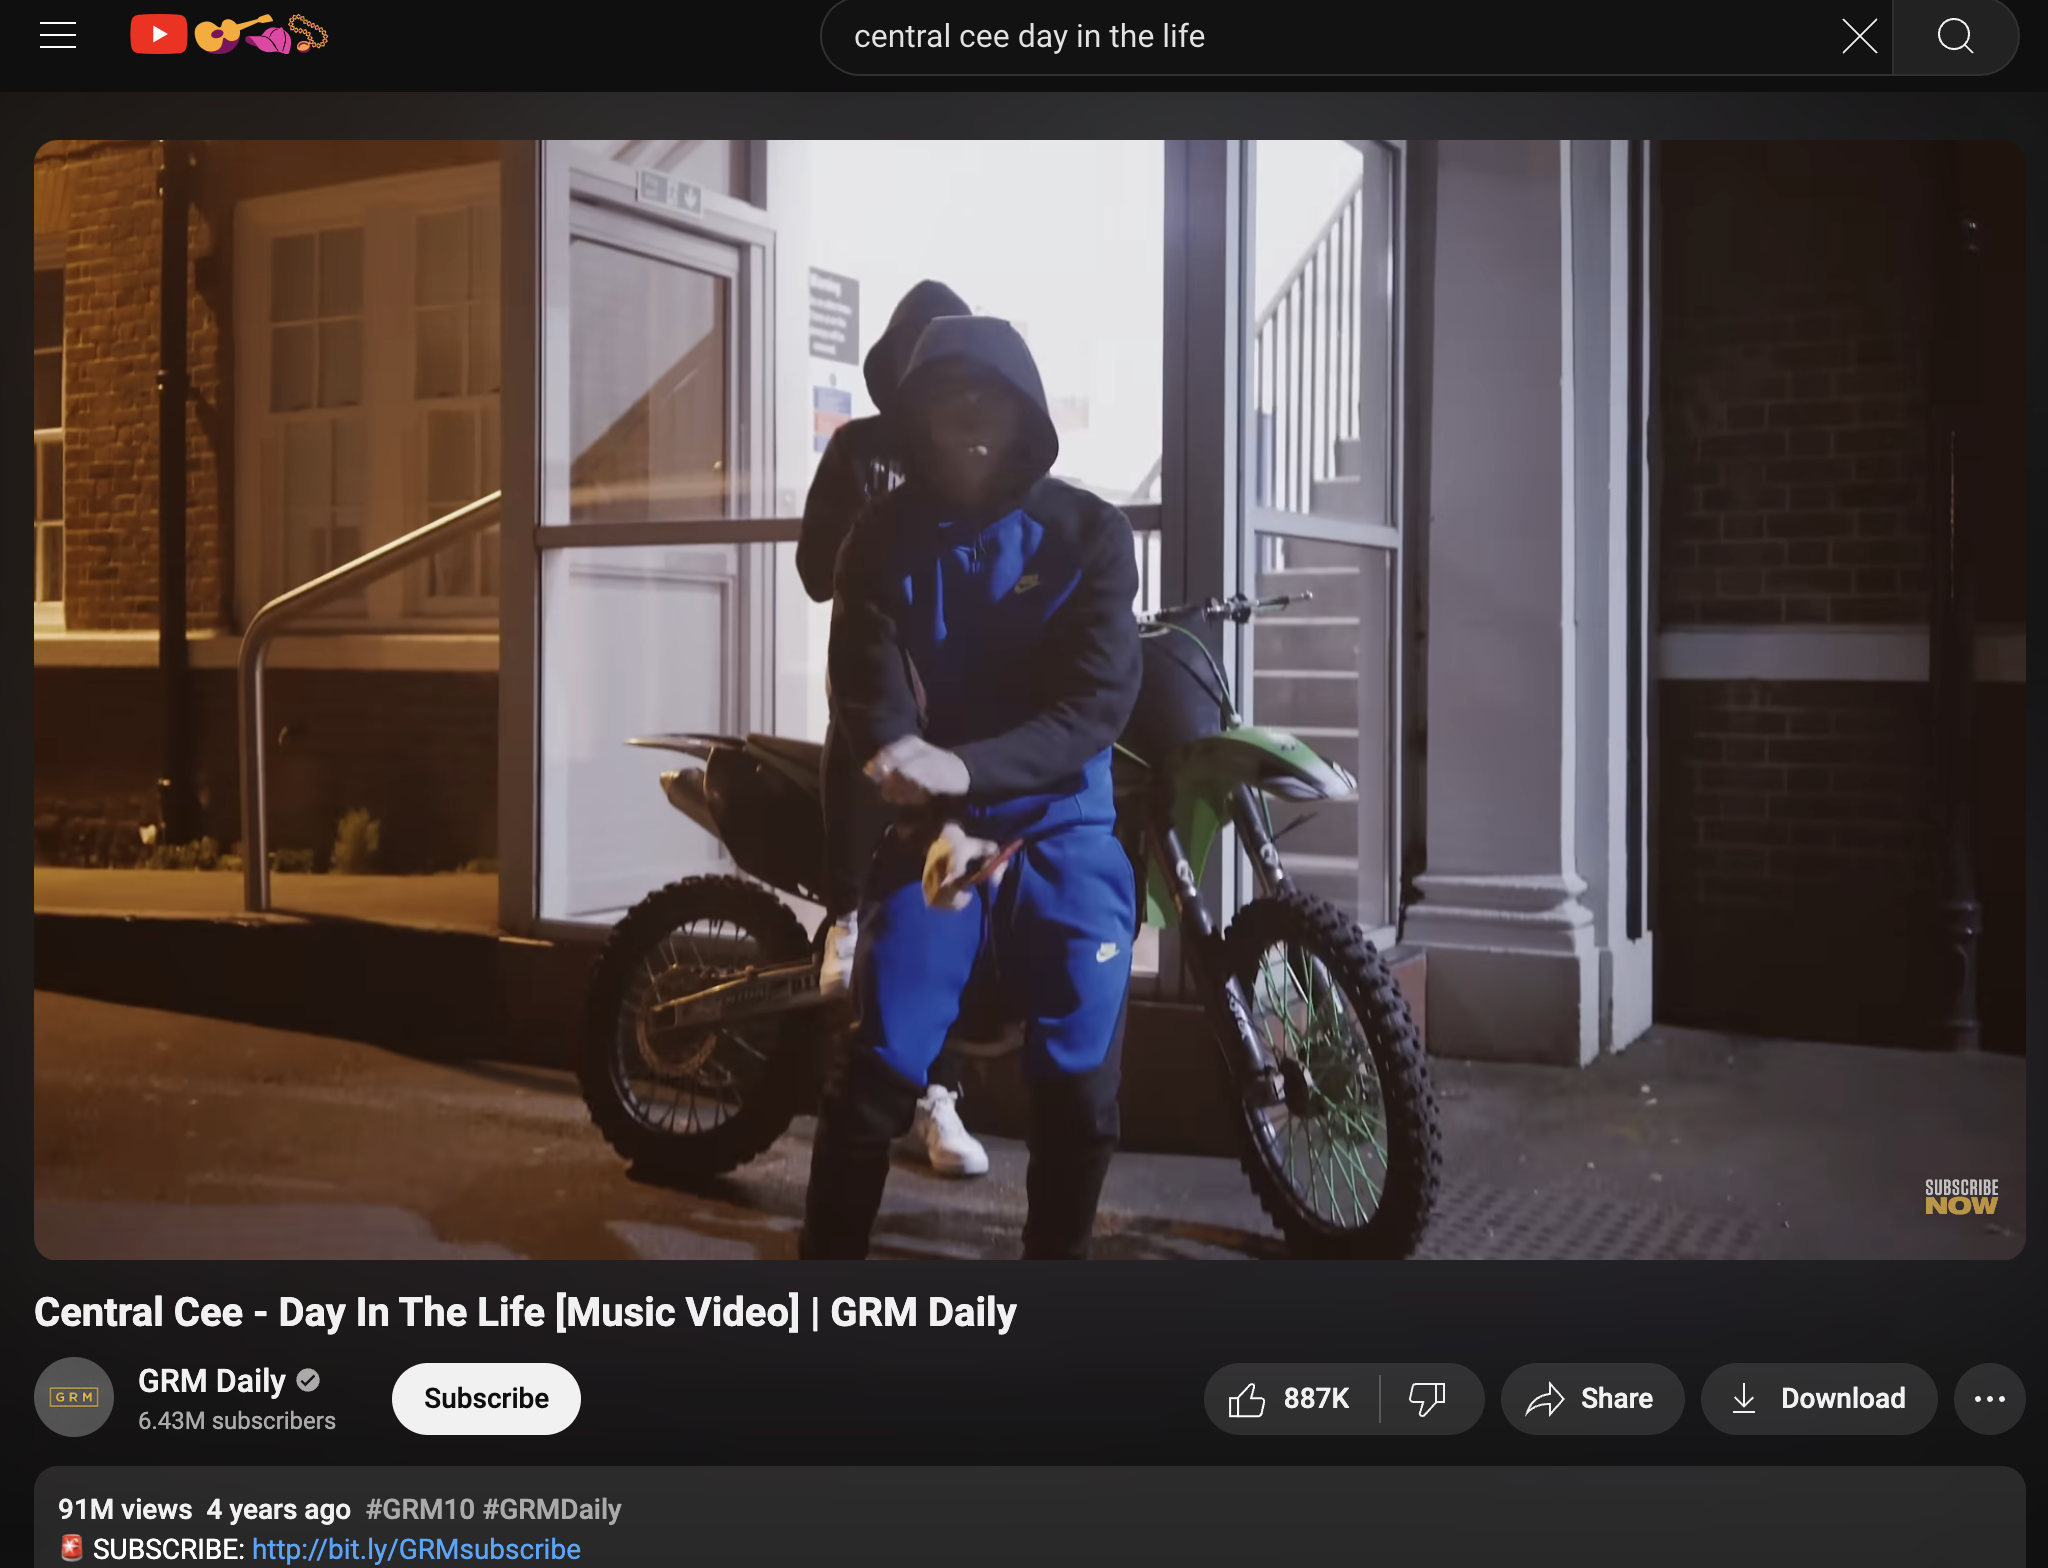 central cee day in the life
Warning
SUBSCRIBE
NOW
Central Cee - Day In The Life [Music Video] | GRM Daily
GRM
GRM Daily
6.43M subscribers
Subscribe
887K
Share
Download
91M views 4 years ago #GRM10 #GRMDaily
🚨 SUBSCRIBE: http://bit.ly/GRMsubscribe